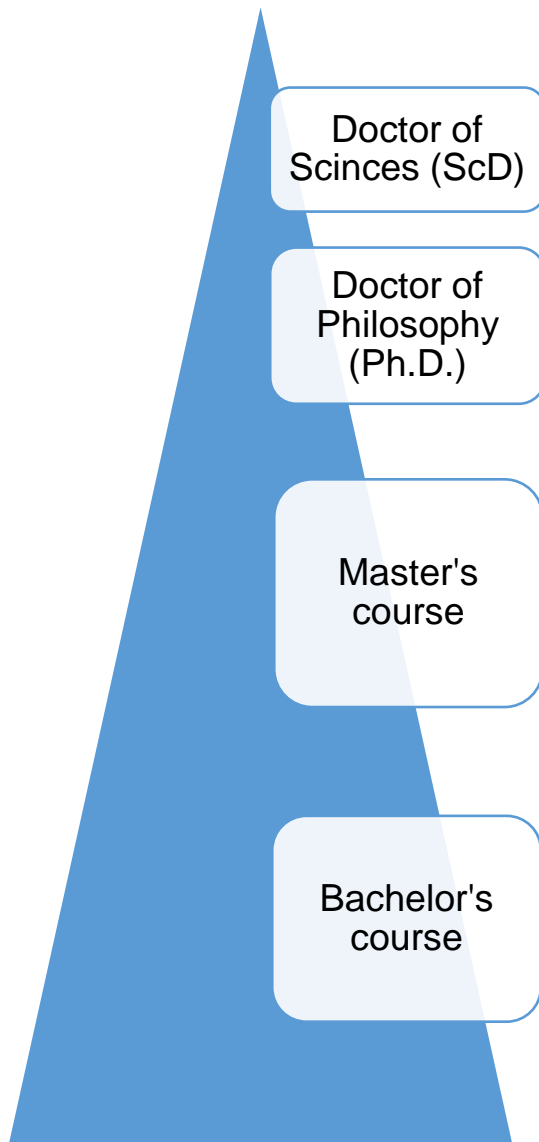 Doctor of
Scinces (ScD)
Doctor of
Philosophy
(Ph.D.)
Master's
course
Bachelor's
course